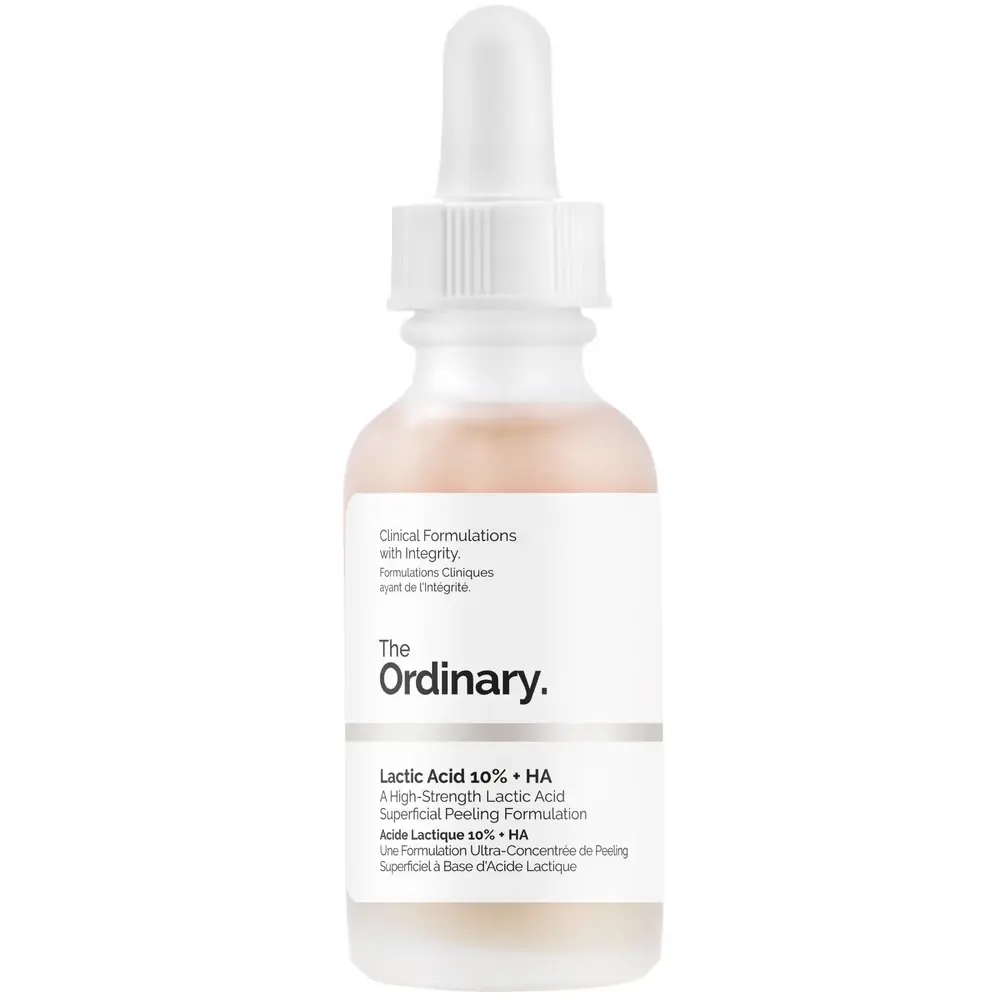 Clinical Formulations
with Integrity.
Formulations Cliniques
ayant de l'Intégrité.
The
Ordinary.
Lactic Acid 10% + HA
A High-Strength Lactic Acid
Superficial Peeling Formulation
Acide Lactique 10% + HA
Une Formulation Ultra-Concentrée de Peeling
Superficiel à Base d'Acide Lactique